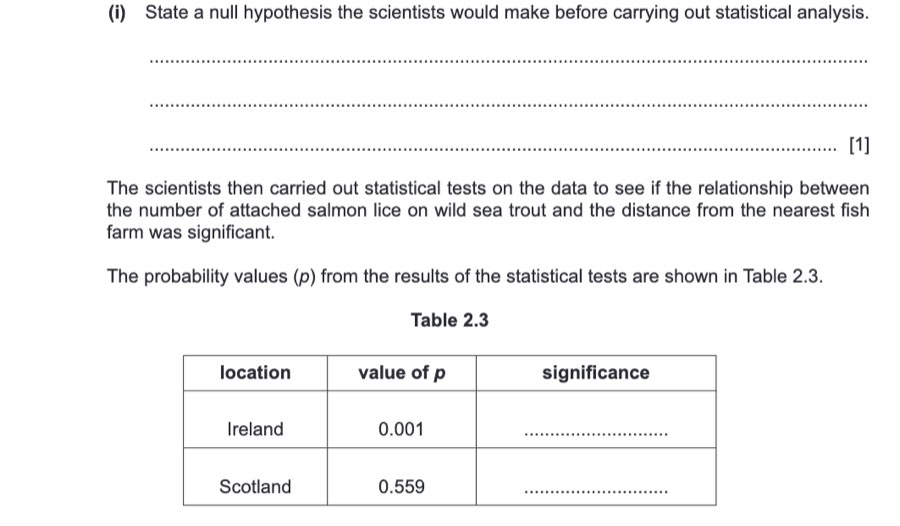 (i) State a null hypothesis the scientists would make before carrying out statistical analysis.
[1]
The scientists then carried out statistical tests on the data to see if the relationship between
the number of attached salmon lice on wild sea trout and the distance from the nearest fish
farm was significant.
The probability values (p) from the results of the statistical tests are shown in Table 2.3.
Table 2.3
location value of p significance
Ireland 0.001
Scotland 0.559